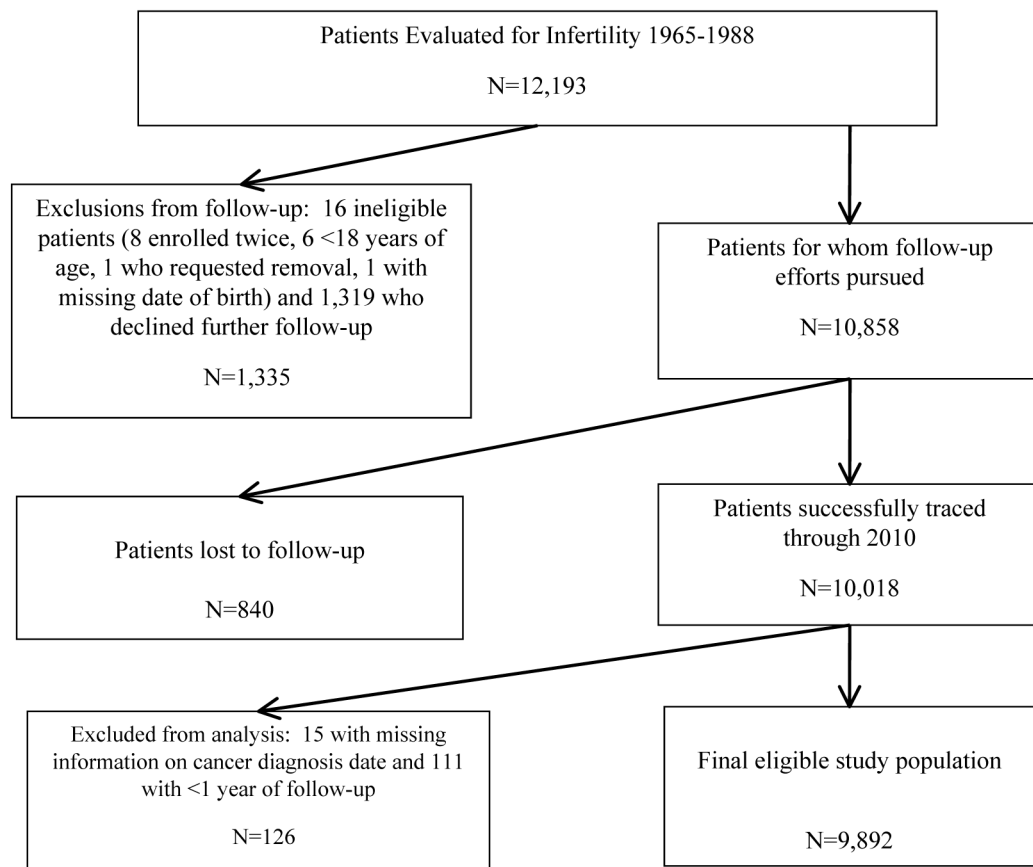 Patients Evaluated for Infertility 1965-1988
N=12,193
Exclusions from follow-up:  16 ineligible
patients (8 enrolled twice, 6 <18 years of
age, 1 who requested removal, 1 with
missing date of birth) and 1,319 who
declined further follow-up
N=1,335
Patients for whom follow-up
efforts pursued
N=10,858
Patients lost to follow-up
N=840
Patients successfully traced
through 2010
N=10,018
Excluded from analysis:  15 with missing
information on cancer diagnosis date and 111
with <1 year of follow-up
N=126
Final eligible study population
N=9,892